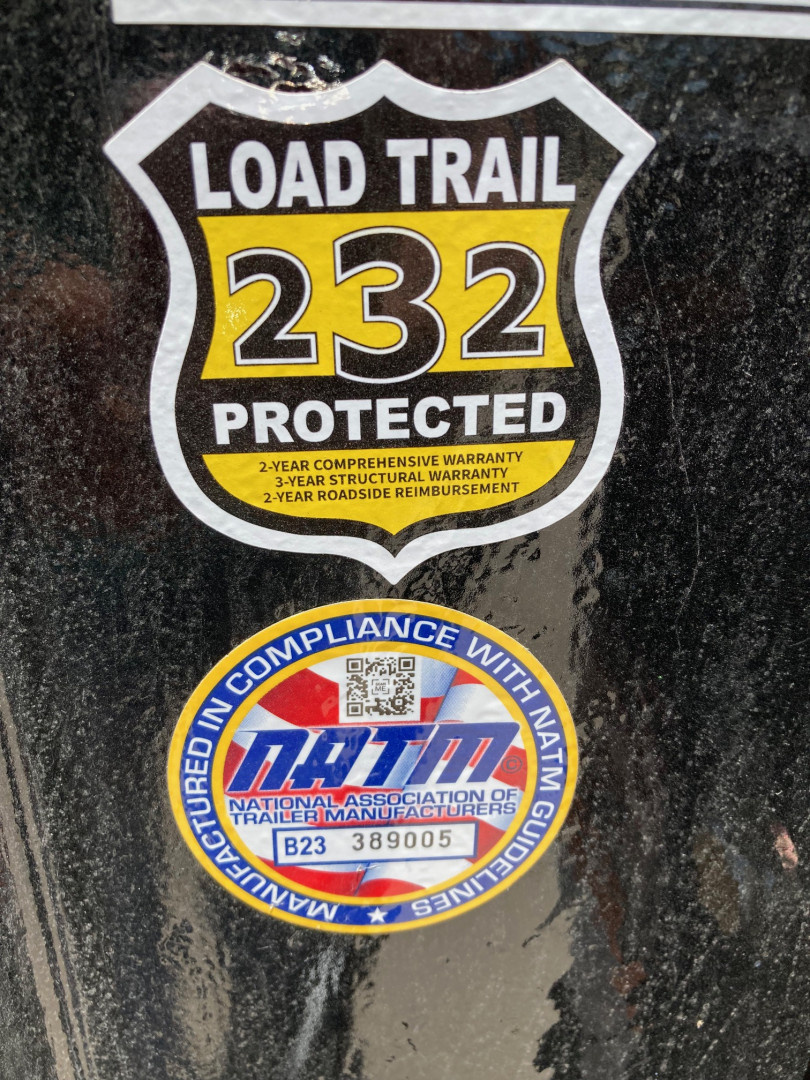 LOAD TRAIL
232
PROTECTED
2-YEAR COMPREHENSIVE WARRANTY
3-YEAR STRUCTURAL WARRANTY
2-YEAR ROADSIDE REIMBURSEMENT
MANUFACTURED IN COMPLIANCE WITH NATM GUIDELINES
NATM ©
NATIONAL ASSOCIATION OF
TRAILER MANUFACTURERS
B23 389005